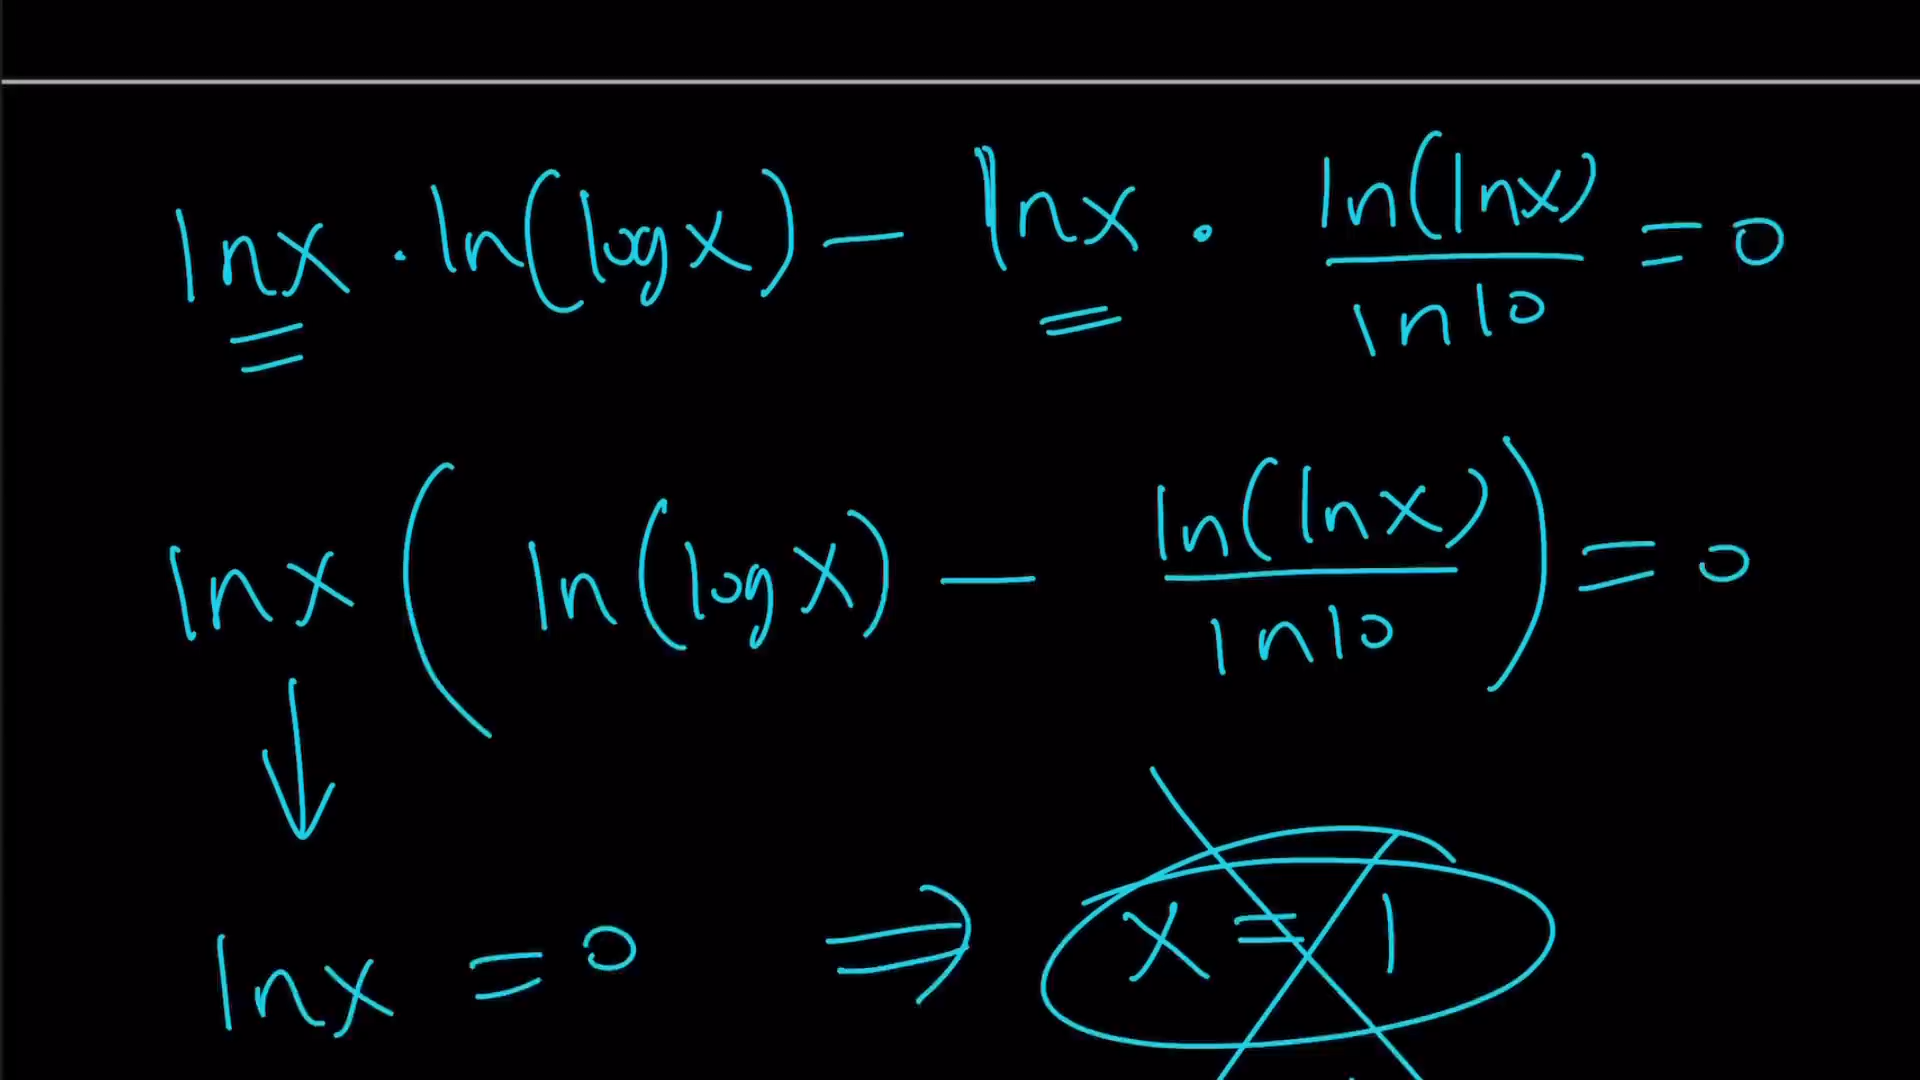 lnx · ln(logx) − lnx · ln(lnx)/ln10 = 0
lnx ( ln(logx) − ln(lnx)/ln10 ) = 0
↓
lnx = 0 ⇒ x = 1